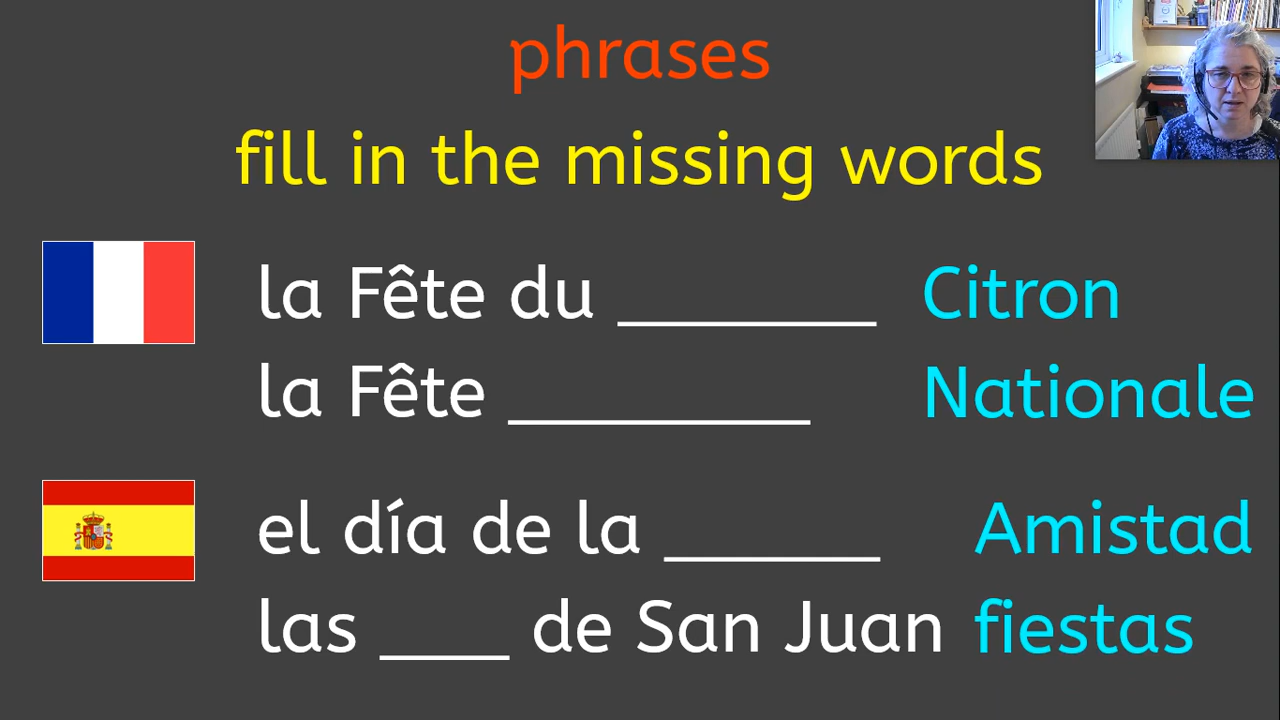 phrases
fill in the missing words
la Fête du ________ Citron
la Fête _________ Nationale
el día de la ______ Amistad
las ____ de San Juan fiestas